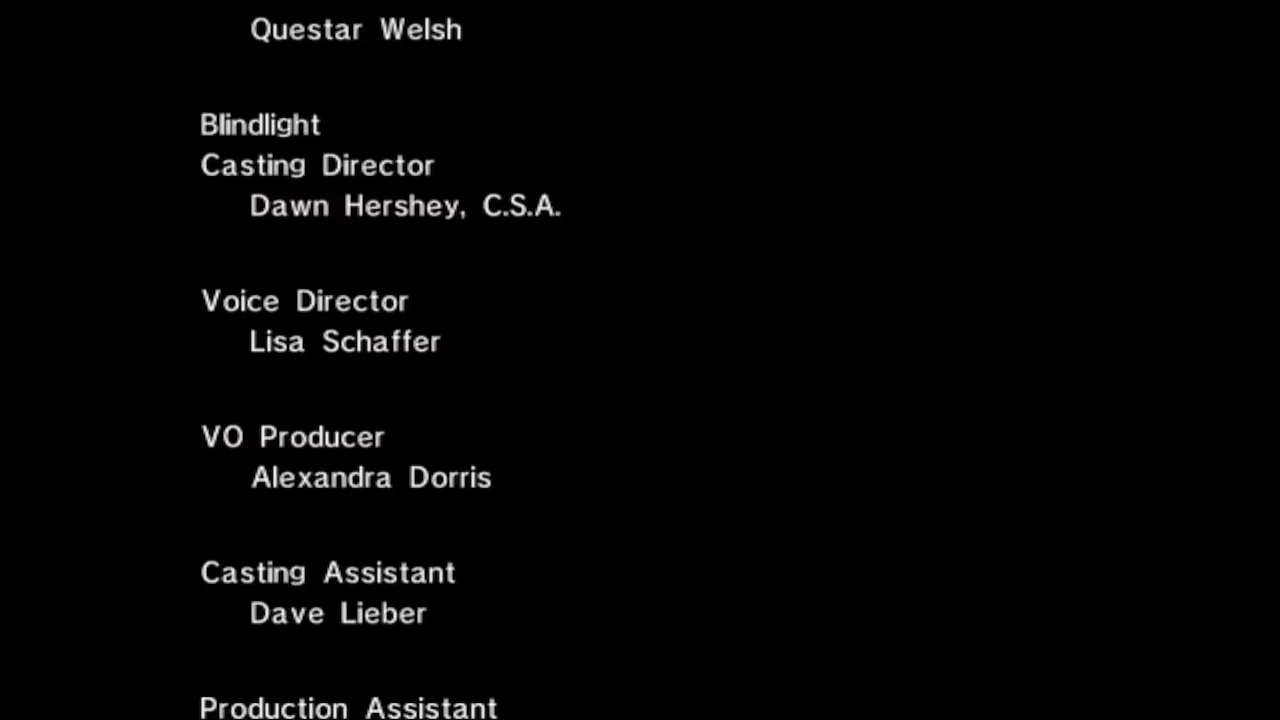 Questar Welsh
Blindlight
Casting Director
Dawn Hershey, C.S.A.
Voice Director
Lisa Schaffer
VO Producer
Alexandra Dorris
Casting Assistant
Dave Lieber
Production Assistant